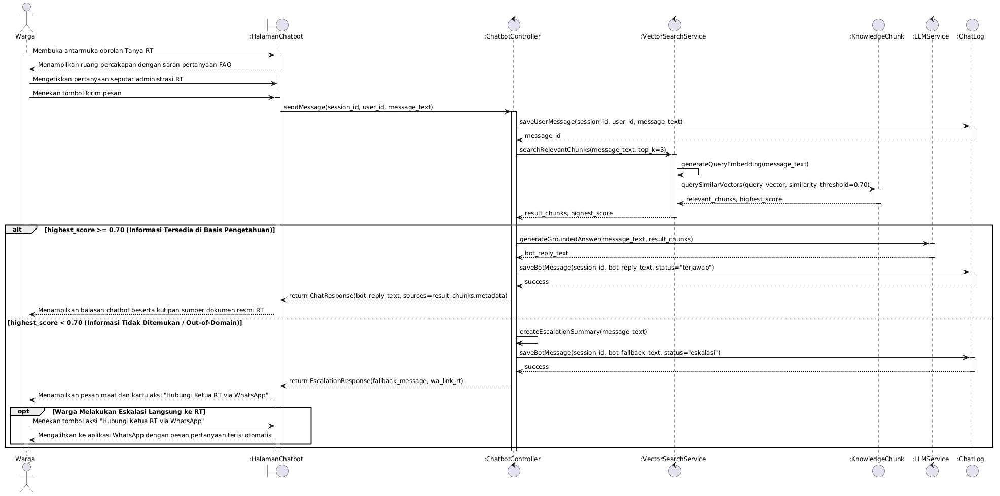 Warga
:HalamanChatbot
:ChatbotController
:VectorSearchService
:KnowledgeChunk
:LLMService
:ChatLog
Membuka antarmuka obrolan Tanya RT
Menampilkan ruang percakapan dengan saran pertanyaan FAQ
Mengetikkan pertanyaan seputar administrasi RT
Menekan tombol kirim pesan
sendMessage(session_id, user_id, message_text)
saveUserMessage(session_id, user_id, message_text)
message_id
searchRelevantChunks(message_text, top_k=3)
generateQueryEmbedding(message_text)
querySimilarVectors(query_vector, similarity_threshold=0.70)
relevant_chunks, highest_score
result_chunks, highest_score
alt
[highest_score >= 0.70 (Informasi Tersedia di Basis Pengetahuan)]
generateGroundedAnswer(message_text, result_chunks)
bot_reply_text
saveBotMessage(session_id, bot_reply_text, status="terjawab")
success
return ChatResponse(bot_reply_text, sources=result_chunks.metadata)
Menampilkan balasan chatbot beserta kutipan sumber dokumen resmi RT
[highest_score < 0.70 (Informasi Tidak Ditemukan / Out-of-Domain)]
createEscalationSummary(message_text)
saveBotMessage(session_id, bot_fallback_text, status="eskalasi")
success
return EscalationResponse(fallback_message, wa_link_rt)
Menampilkan pesan maaf dan kartu aksi "Hubungi Ketua RT via WhatsApp"
opt
[Warga Melakukan Eskalasi Langsung ke RT]
Menekan tombol aksi "Hubungi Ketua RT via WhatsApp"
Mengalihkan ke aplikasi WhatsApp dengan pesan pertanyaan terisi otomatis
Warga
:HalamanChatbot
:ChatbotController
:VectorSearchService
:KnowledgeChunk
:LLMService
:ChatLog